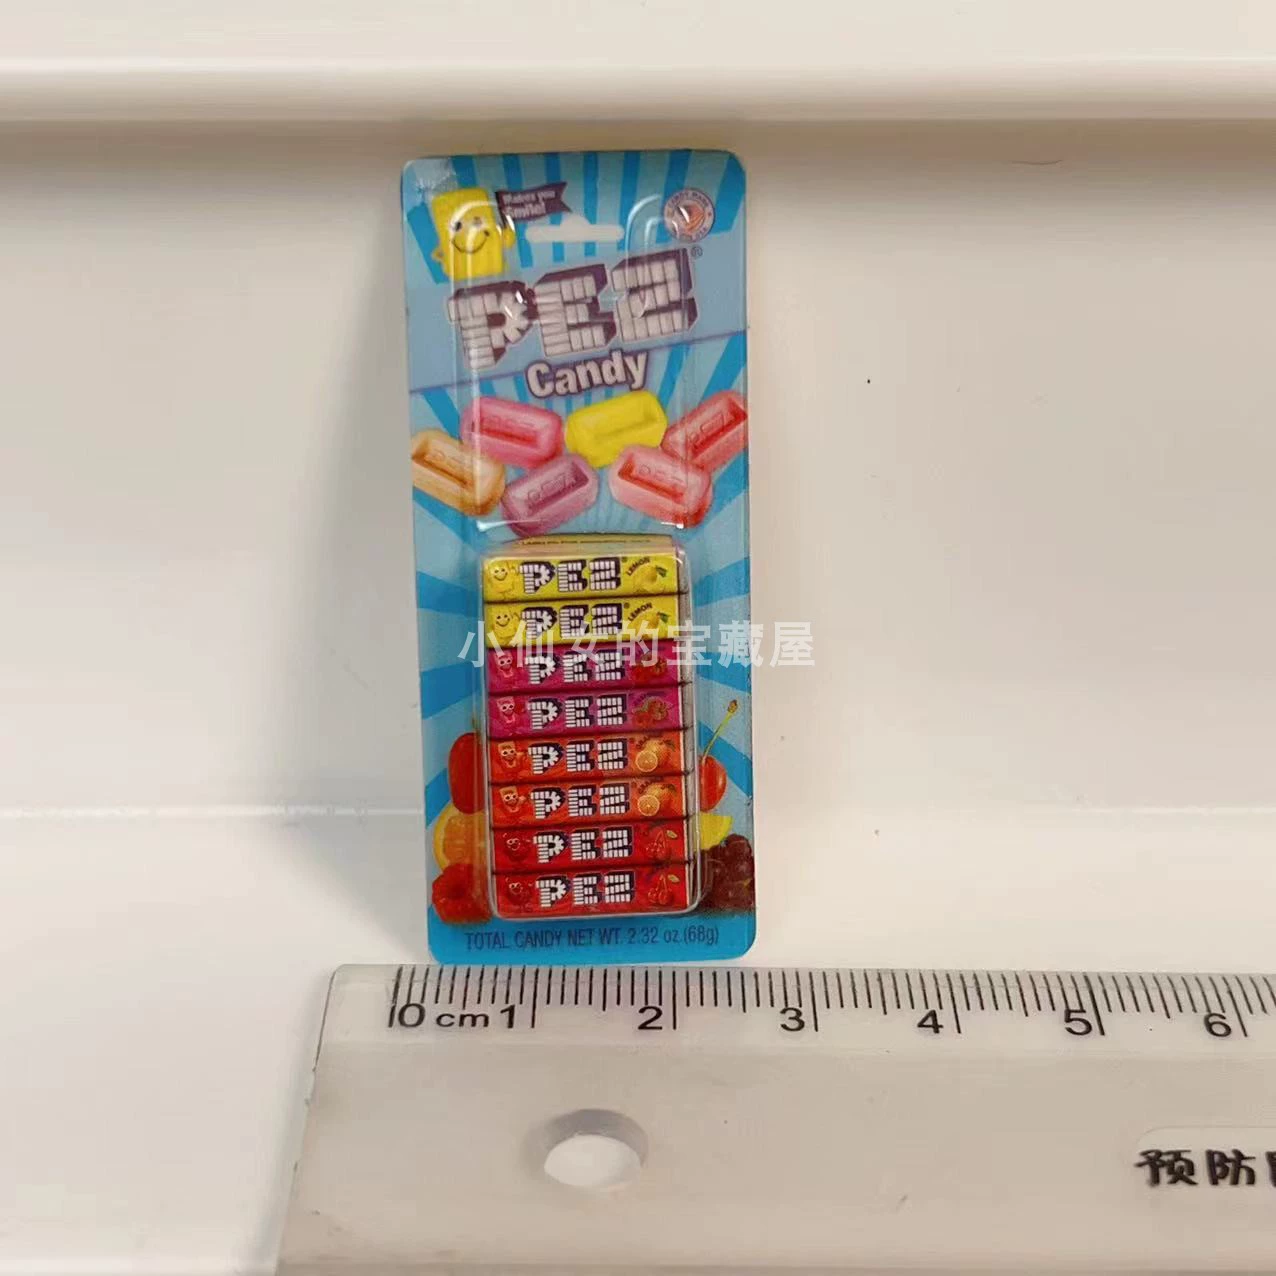 Makes you
Smile!
PEZ®
Candy
PEZ® LEMON
PEZ® LEMON
小仙女的宝藏屋
PEZ
PEZ
PEZ
PEZ®
PEZ
PEZ
TOTAL CANDY NET WT. 2.32 oz.(68g)
0cm 1 2 3 4 5 6
预防